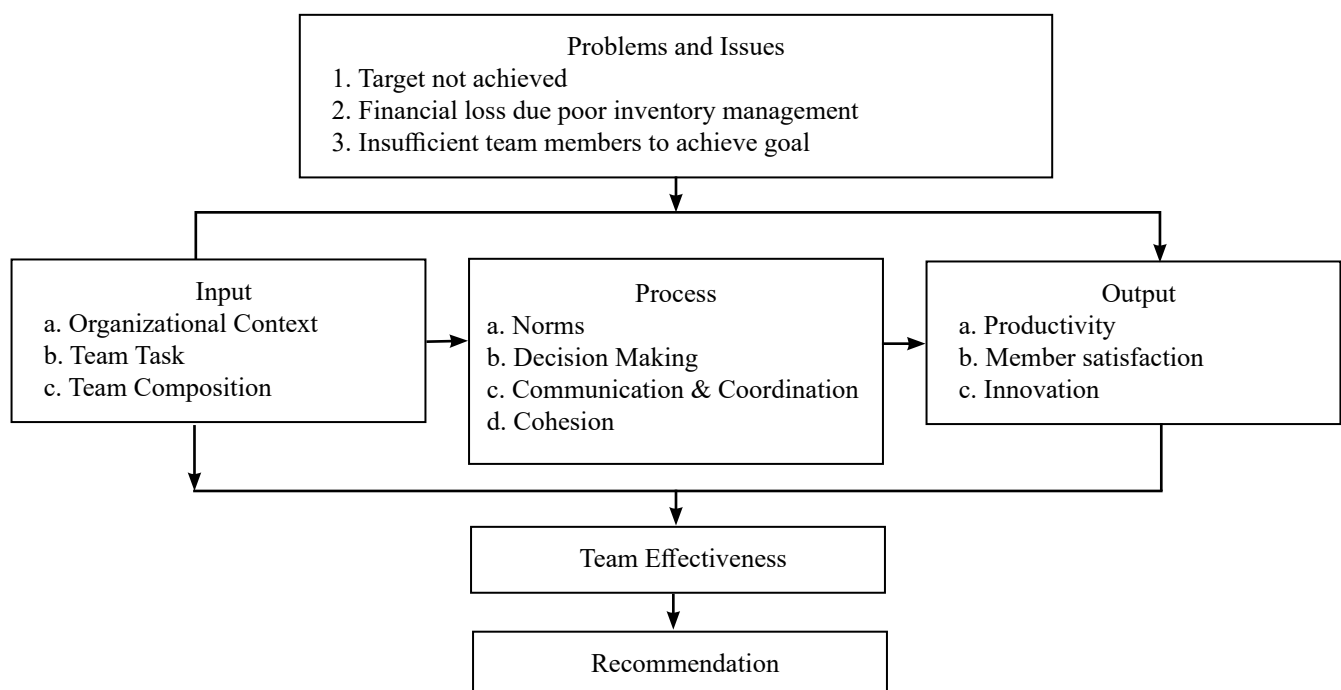 Problems and Issues
1. Target not achieved
2. Financial loss due poor inventory management
3. Insufficient team members to achieve goal
Input
a. Organizational Context
b. Team Task
c. Team Composition
Process
a. Norms
b. Decision Making
c. Communication & Coordination
d. Cohesion
Output
a. Productivity
b. Member satisfaction
c. Innovation
Team Effectiveness
Recommendation